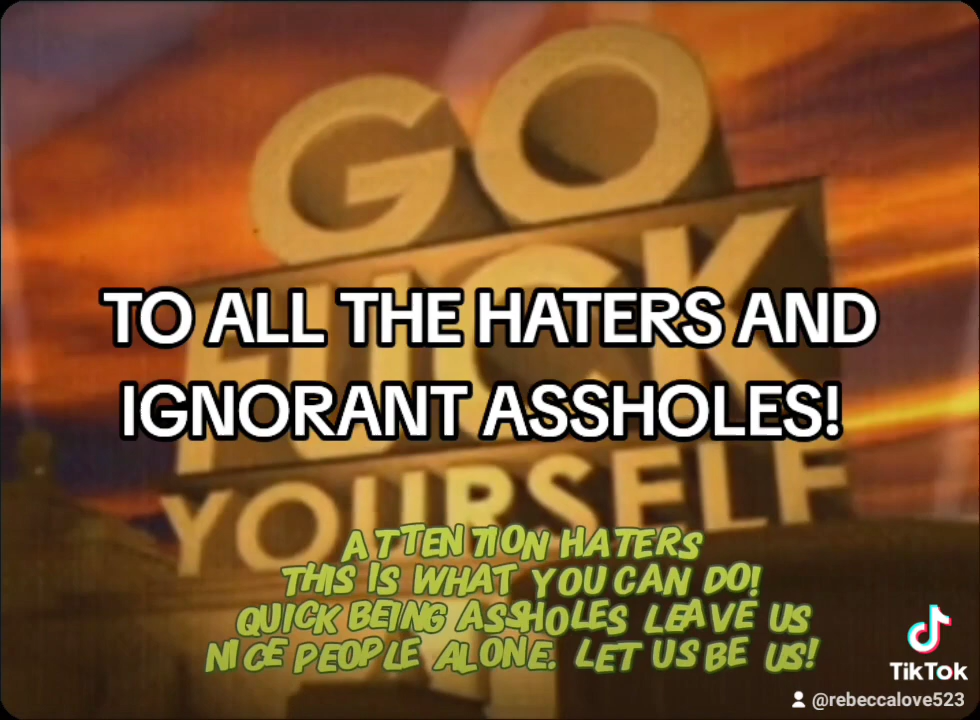 GO
FUCK
YOURSELF
TO ALL THE HATERS AND
IGNORANT ASSHOLES!
ATTENTION HATERS
THIS IS WHAT YOU CAN DO!
QUICK BEING ASSHOLES LEAVE US
NICE PEOPLE ALONE. LET US BE US!
TikTok
@rebeccalove523